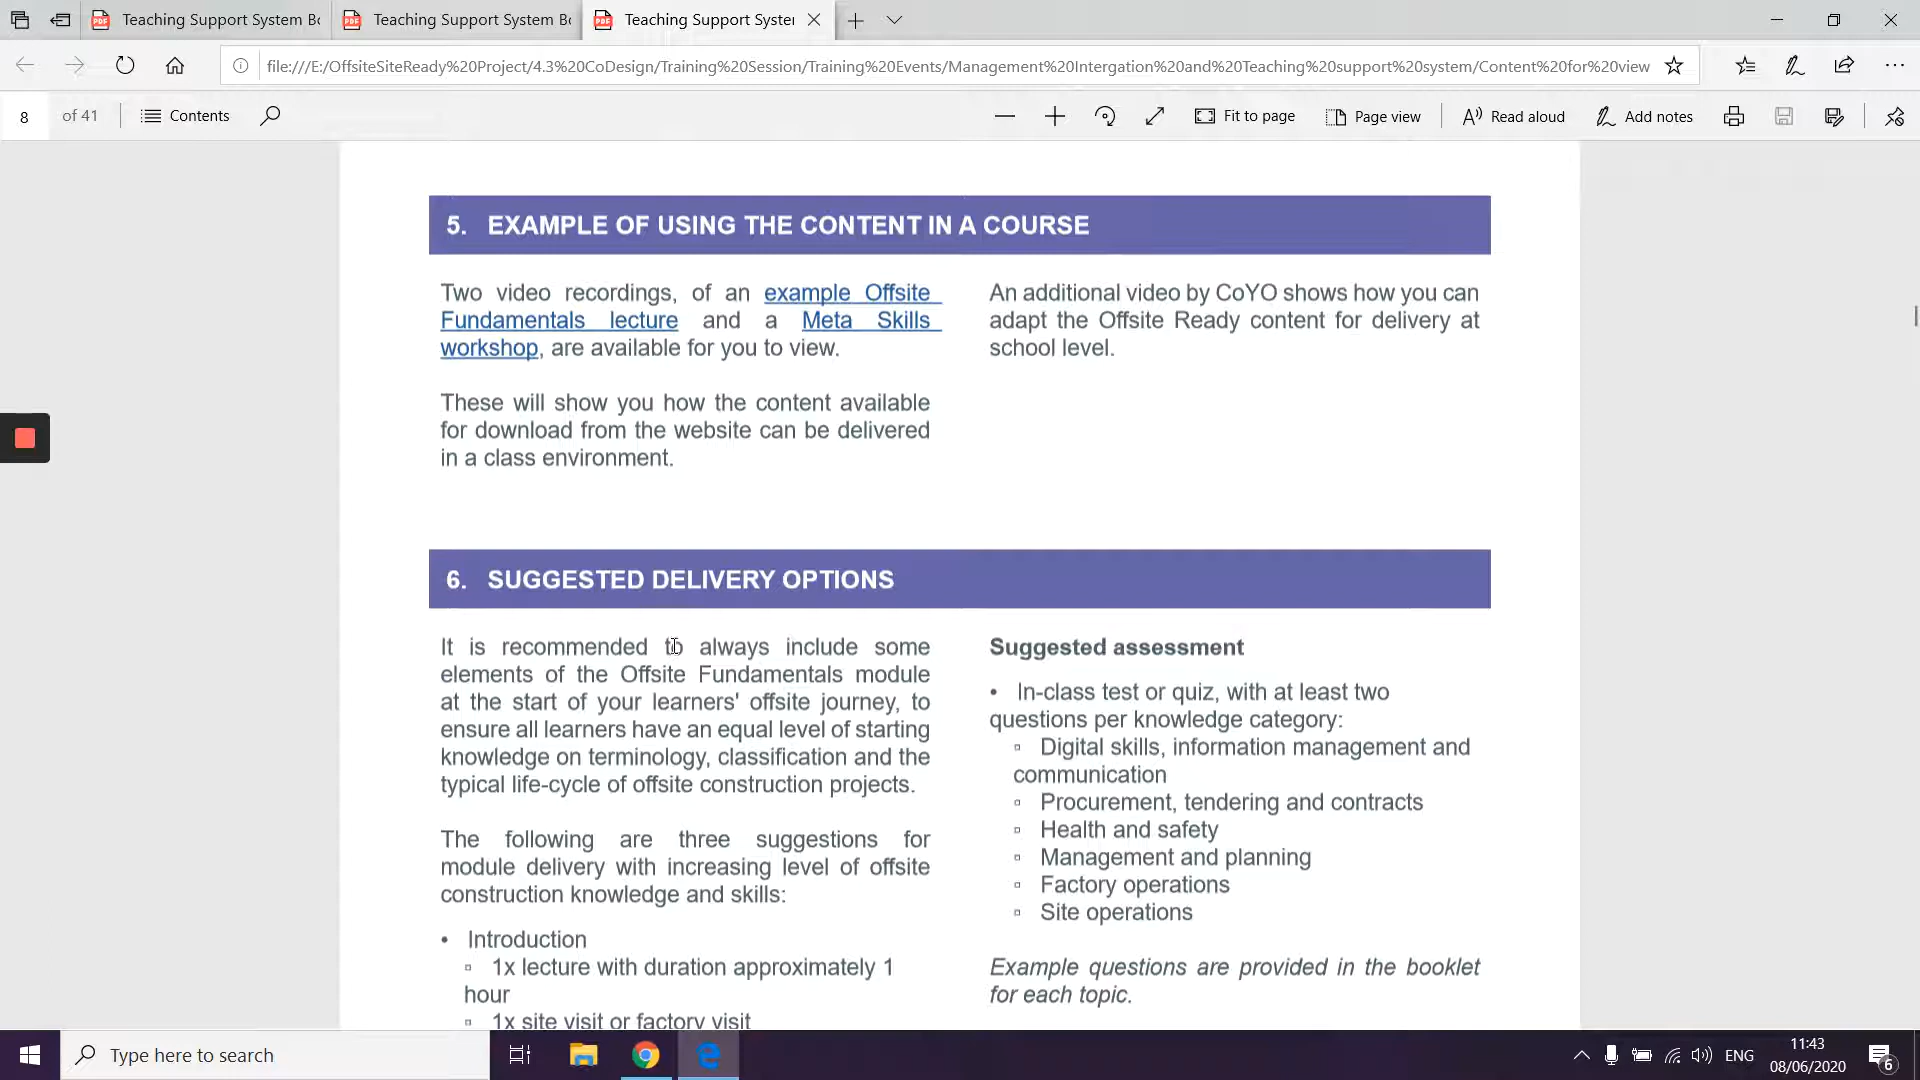 Teaching Support System Bo
Teaching Support System Bo
Teaching Support Syster
file:///E:/OffsiteSiteReady%20Project/4.3%20CoDesign/Training%20Session/Training%20Events/Management%20Intergation%20and%20Teaching%20support%20system/Content%20for%20view
8 of 41
Contents
Fit to page
Page view
Read aloud
Add notes
5. EXAMPLE OF USING THE CONTENT IN A COURSE
Two video recordings, of an example Offsite
Fundamentals lecture and a Meta Skills
workshop, are available for you to view.
These will show you how the content available
for download from the website can be delivered
in a class environment.
An additional video by CoYO shows how you can
adapt the Offsite Ready content for delivery at
school level.
6. SUGGESTED DELIVERY OPTIONS
It is recommended to always include some
elements of the Offsite Fundamentals module
at the start of your learners' offsite journey, to
ensure all learners have an equal level of starting
knowledge on terminology, classification and the
typical life-cycle of offsite construction projects.
The following are three suggestions for
module delivery with increasing level of offsite
construction knowledge and skills:
• Introduction
▫ 1x lecture with duration approximately 1
hour
▫ 1x site visit or factory visit
Suggested assessment
• In-class test or quiz, with at least two
questions per knowledge category:
▫ Digital skills, information management and
communication
▫ Procurement, tendering and contracts
▫ Health and safety
▫ Management and planning
▫ Factory operations
▫ Site operations
Example questions are provided in the booklet
for each topic.
Type here to search
ENG
11:43
08/06/2020
6